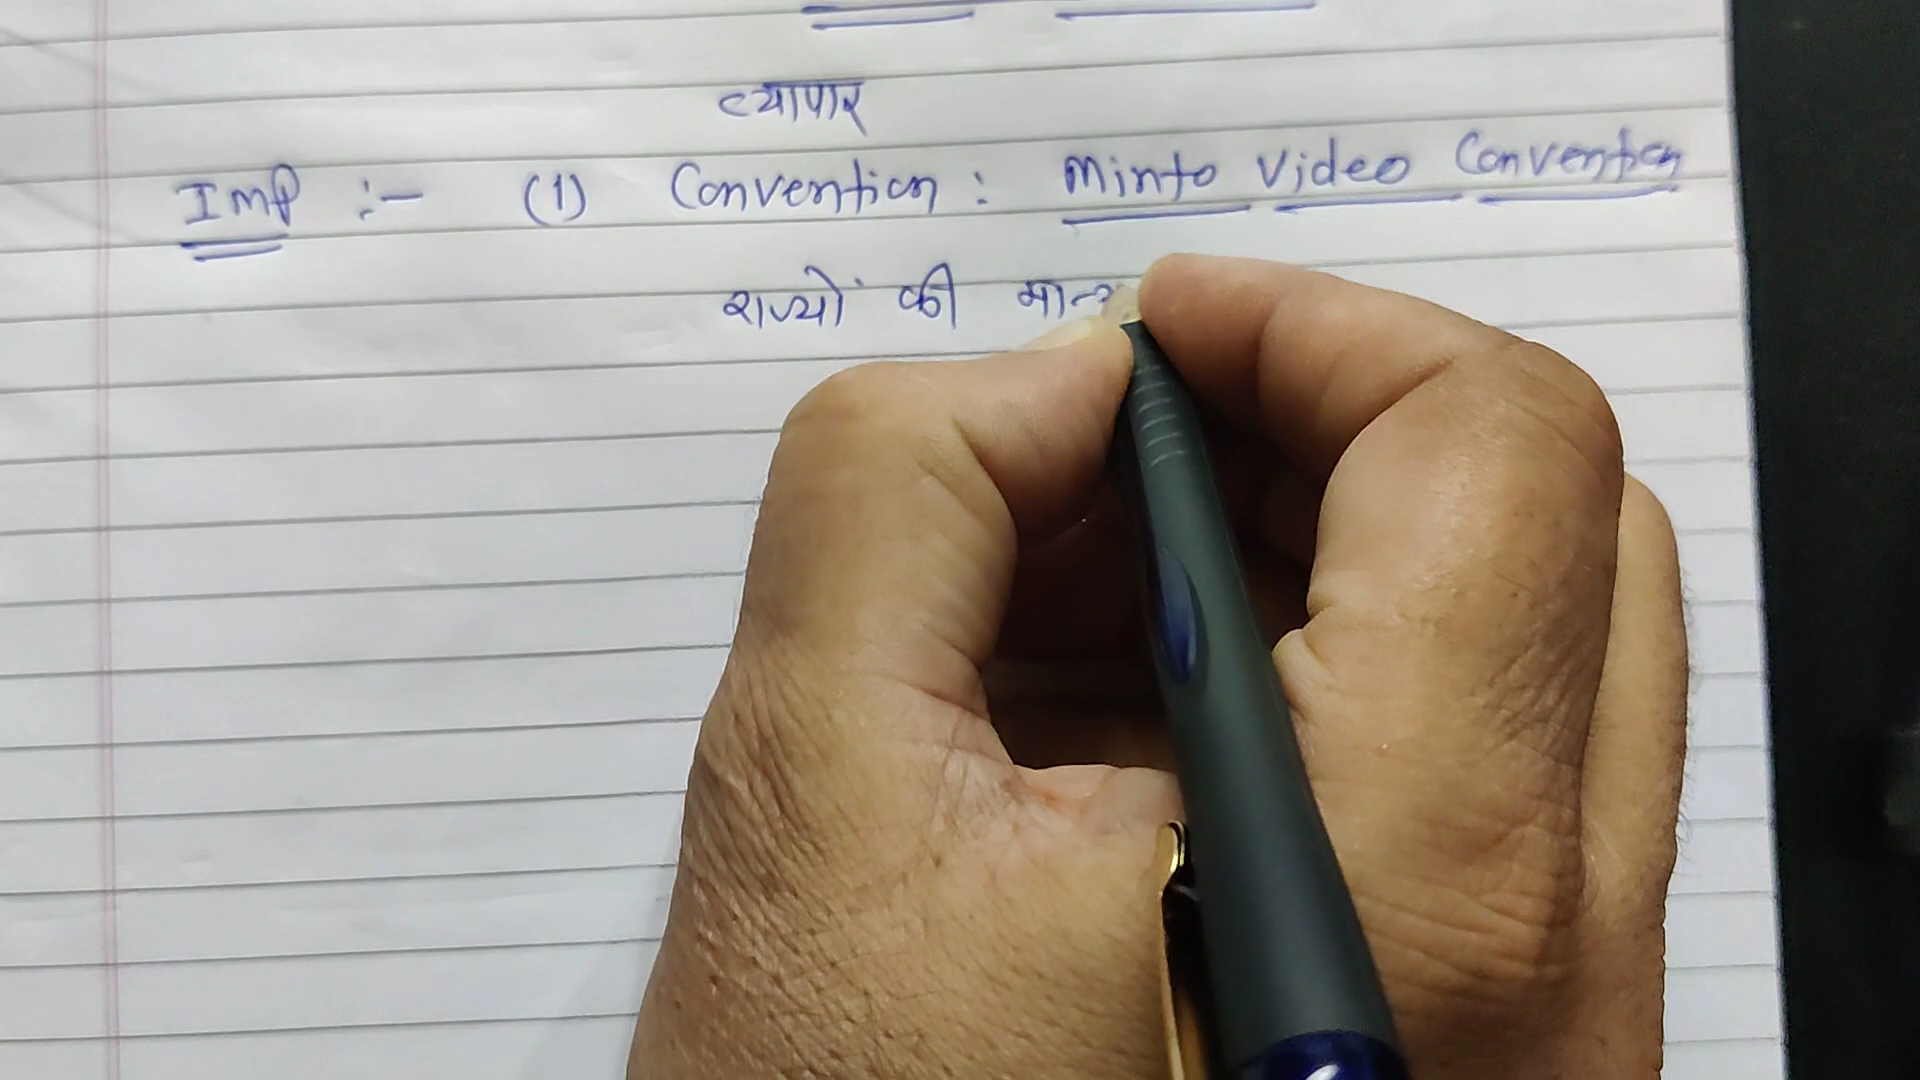 व्यापार
Imp :- (1) Convention : Minto Video Convention
राज्यों की